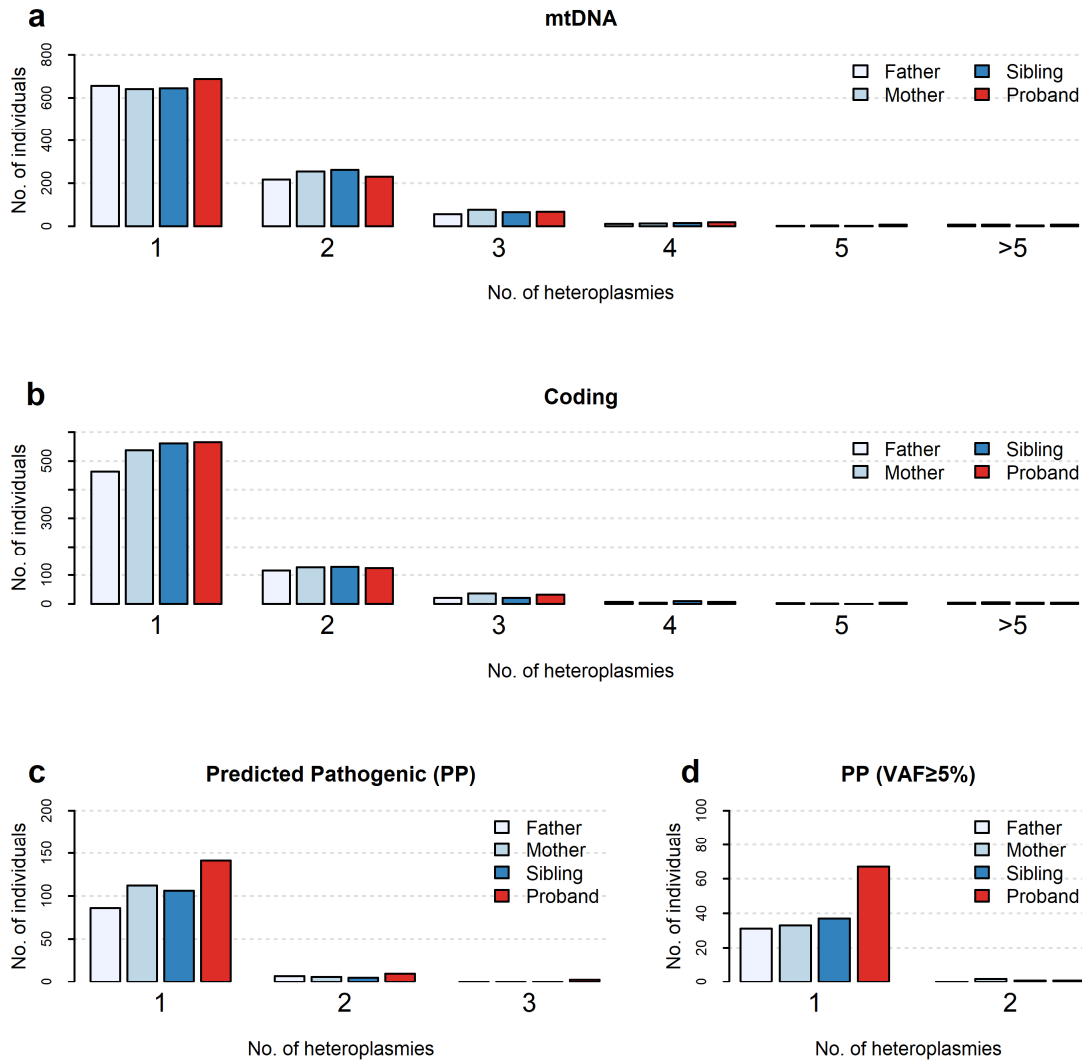 a
mtDNA
No. of individuals
800
600
400
200
0
Father
Sibling
Mother
Proband
1 2 3 4 5 >5
No. of heteroplasmies
b
Coding
No. of individuals
500
300
100
0
Father
Sibling
Mother
Proband
1 2 3 4 5 >5
No. of heteroplasmies
c
Predicted Pathogenic (PP)
No. of individuals
200
150
100
50
0
Father
Mother
Sibling
Proband
1 2 3
No. of heteroplasmies
d
PP (VAF≥5%)
No. of individuals
100
80
60
40
20
0
Father
Mother
Sibling
Proband
1 2
No. of heteroplasmies